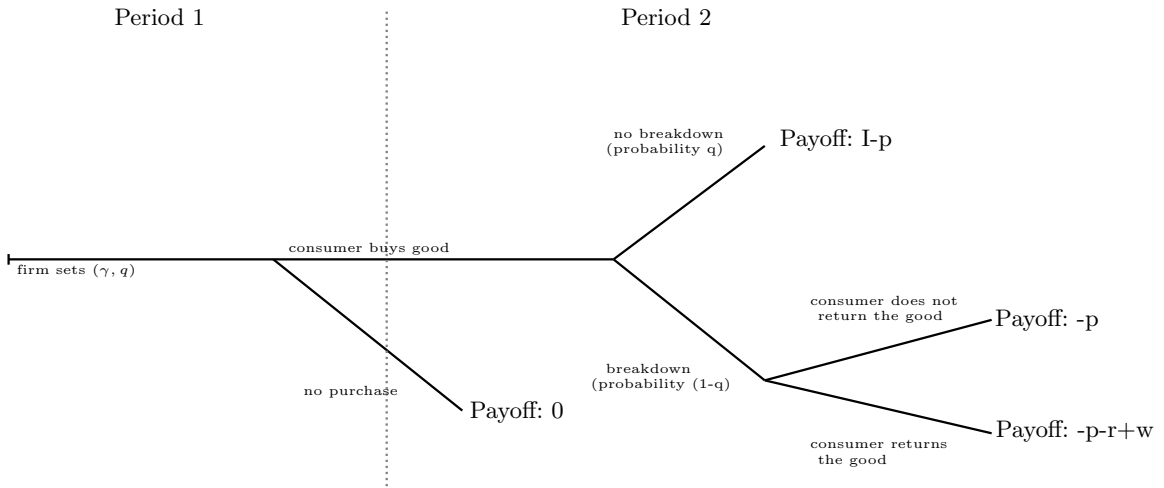 Period 1
Period 2
no breakdown
(probability q)
Payoff: I-p
consumer buys good
firm sets (γ, q)
consumer does not
return the good
Payoff: -p
breakdown
(probability (1-q)
no purchase
Payoff: 0
Payoff: -p-r+w
consumer returns
the good